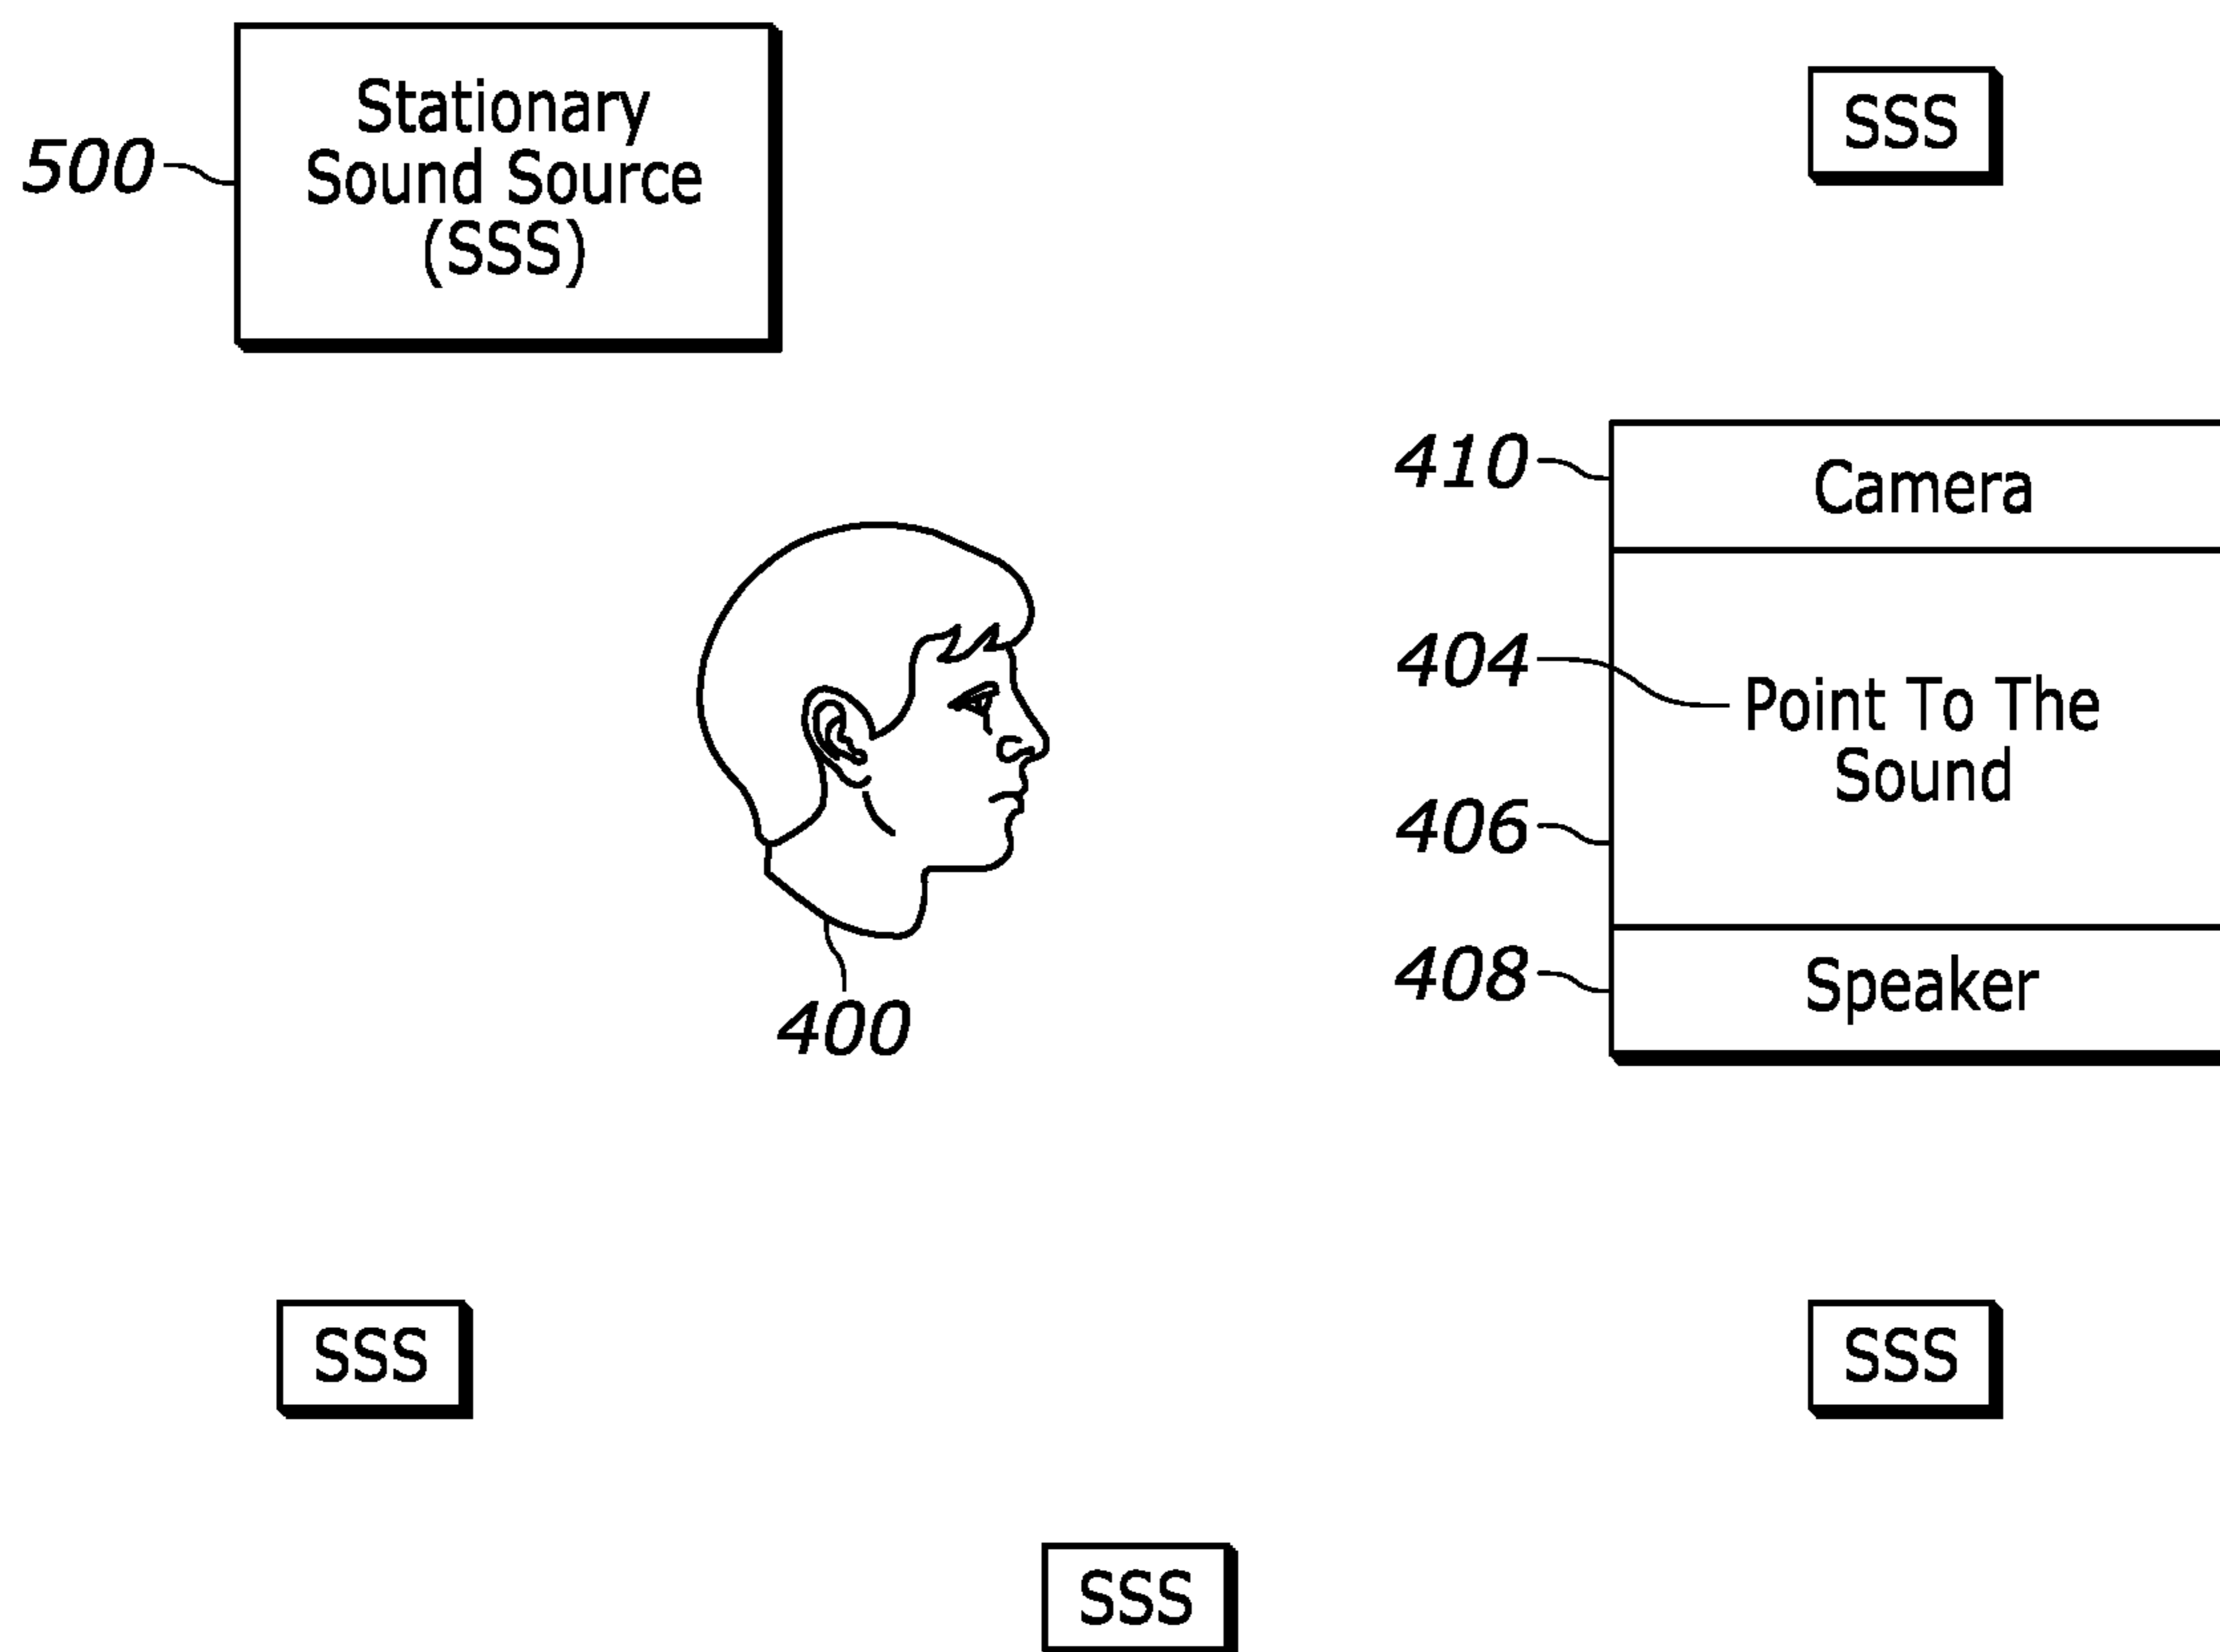 Stationary
Sound Source
(SSS)
500
SSS
410
Camera
404
Point To The
Sound
406
408
Speaker
400
SSS
SSS
SSS